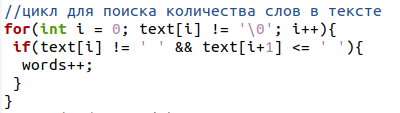 //цикл для поиска количества слов в тексте
for(int i = 0; text[i] != '\0'; i++){
if(text[i] != ' ' && text[i+1] <= ' '){
words++;
}
}